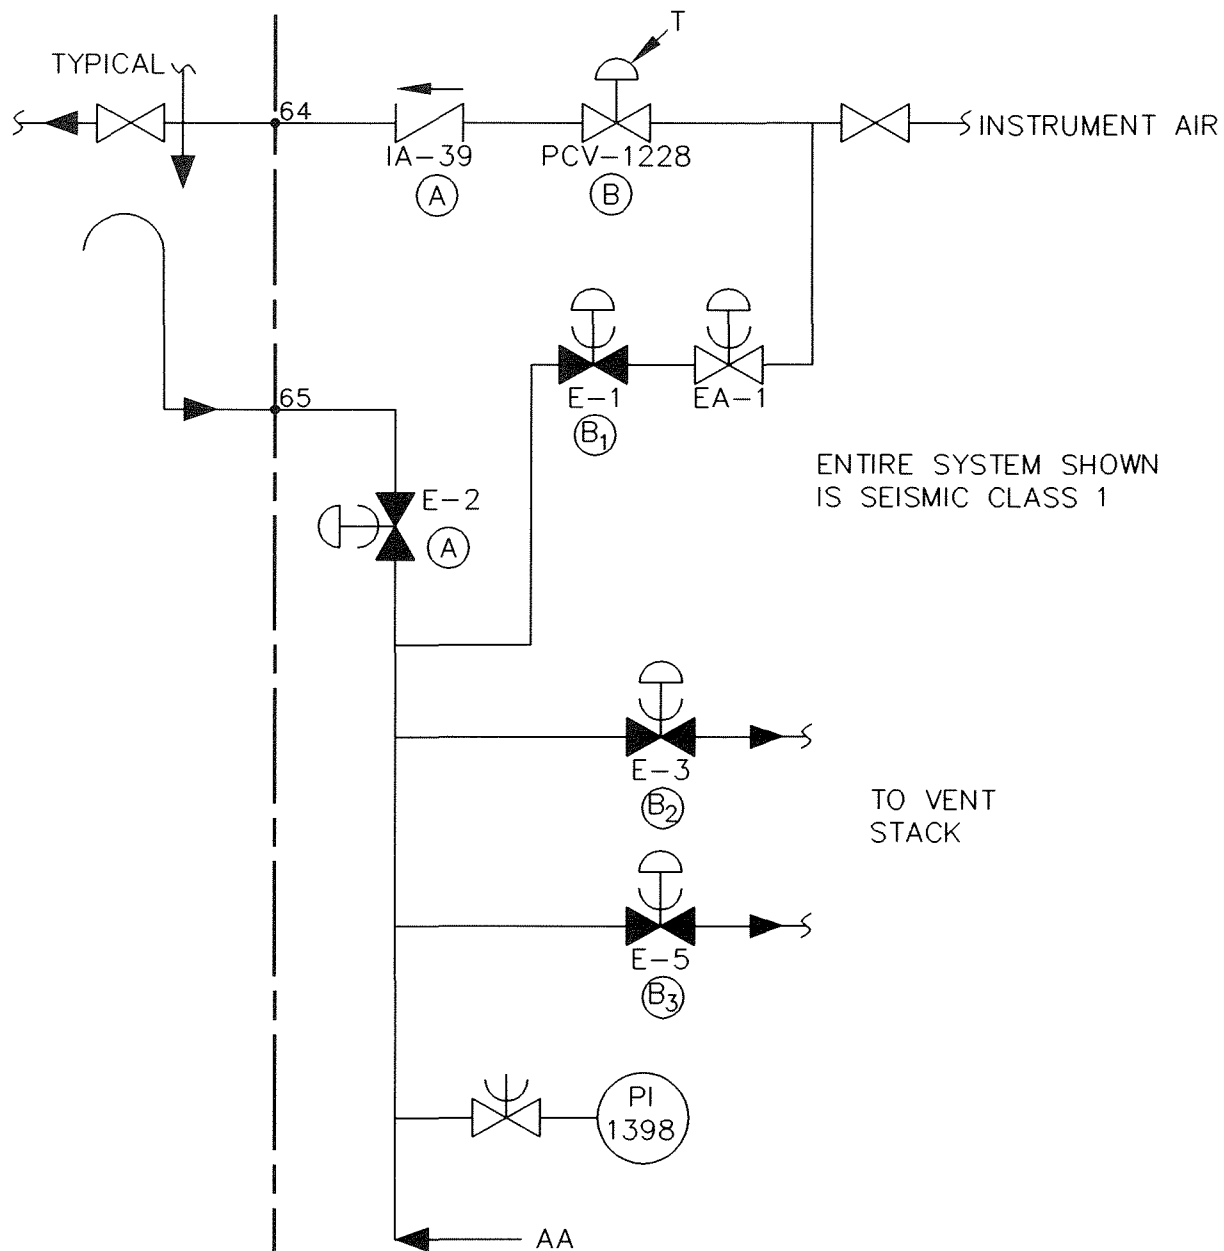 T
TYPICAL
64
INSTRUMENT AIR
IA-39
PCV-1228
A
B
65
E-1
EA-1
B1
ENTIRE SYSTEM SHOWN
IS SEISMIC CLASS 1
E-2
A
E-3
B2
TO VENT
STACK
E-5
B3
PI
1398
AA